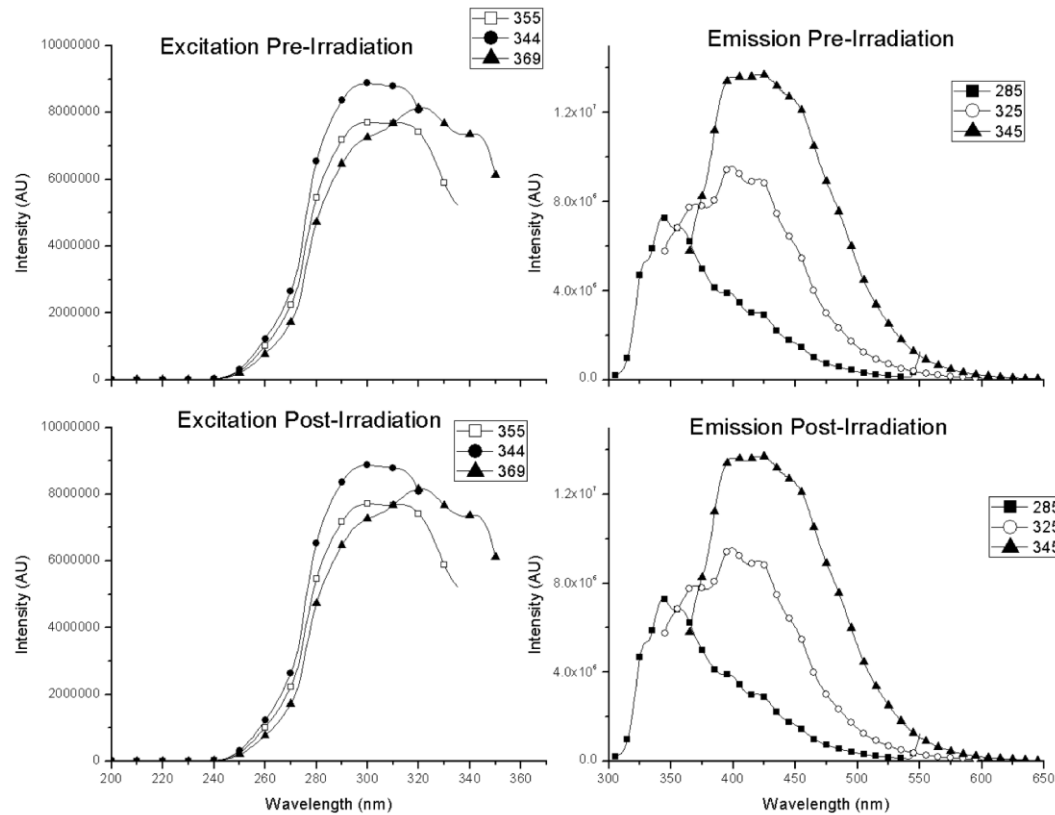 Excitation Pre-Irradiation
355
344
369
10000000
8000000
6000000
4000000
2000000
0
Intensity (AU)
Emission Pre-Irradiation
285
325
345
1.2x10⁷
8.0x10⁶
4.0x10⁶
0.0
Intensity (AU)
Excitation Post-Irradiation
355
344
369
10000000
8000000
6000000
4000000
2000000
0
Intensity (AU)
200 220 240 260 280 300 320 340 360
Wavelength (nm)
Emission Post-Irradiation
285
325
345
1.2x10⁷
8.0x10⁶
4.0x10⁶
0.0
Intensity (AU)
300 350 400 450 500 550 600 650
Wavelength (nm)